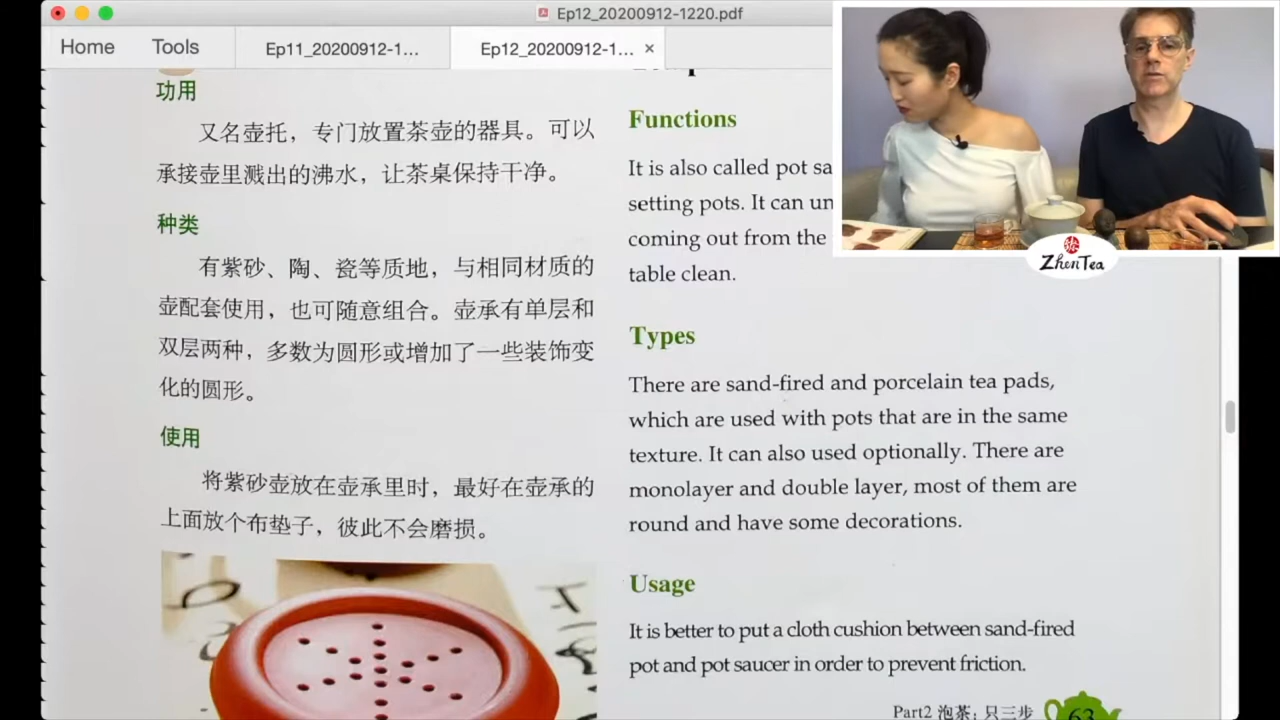 Ep12_20200912-1220.pdf
Home
Tools
Ep11_20200912-1...
Ep12_20200912-1...
功用
又名壶托，专门放置茶壶的器具。可以
承接壶里溅出的沸水，让茶桌保持干净。
种类
有紫砂、陶、瓷等质地，与相同材质的
壶配套使用，也可随意组合。壶承有单层和
双层两种，多数为圆形或增加了一些装饰变
化的圆形。
使用
将紫砂壶放在壶承里时，最好在壶承的
上面放个布垫子，彼此不会磨损。
Functions
It is also called pot sa
setting pots. It can un
coming out from the
table clean.
Types
There are sand-fired and porcelain tea pads,
which are used with pots that are in the same
texture. It can also used optionally. There are
monolayer and double layer, most of them are
round and have some decorations.
Usage
It is better to put a cloth cushion between sand-fired
pot and pot saucer in order to prevent friction.
Part2 泡茶：只三步
63
ZhenTea